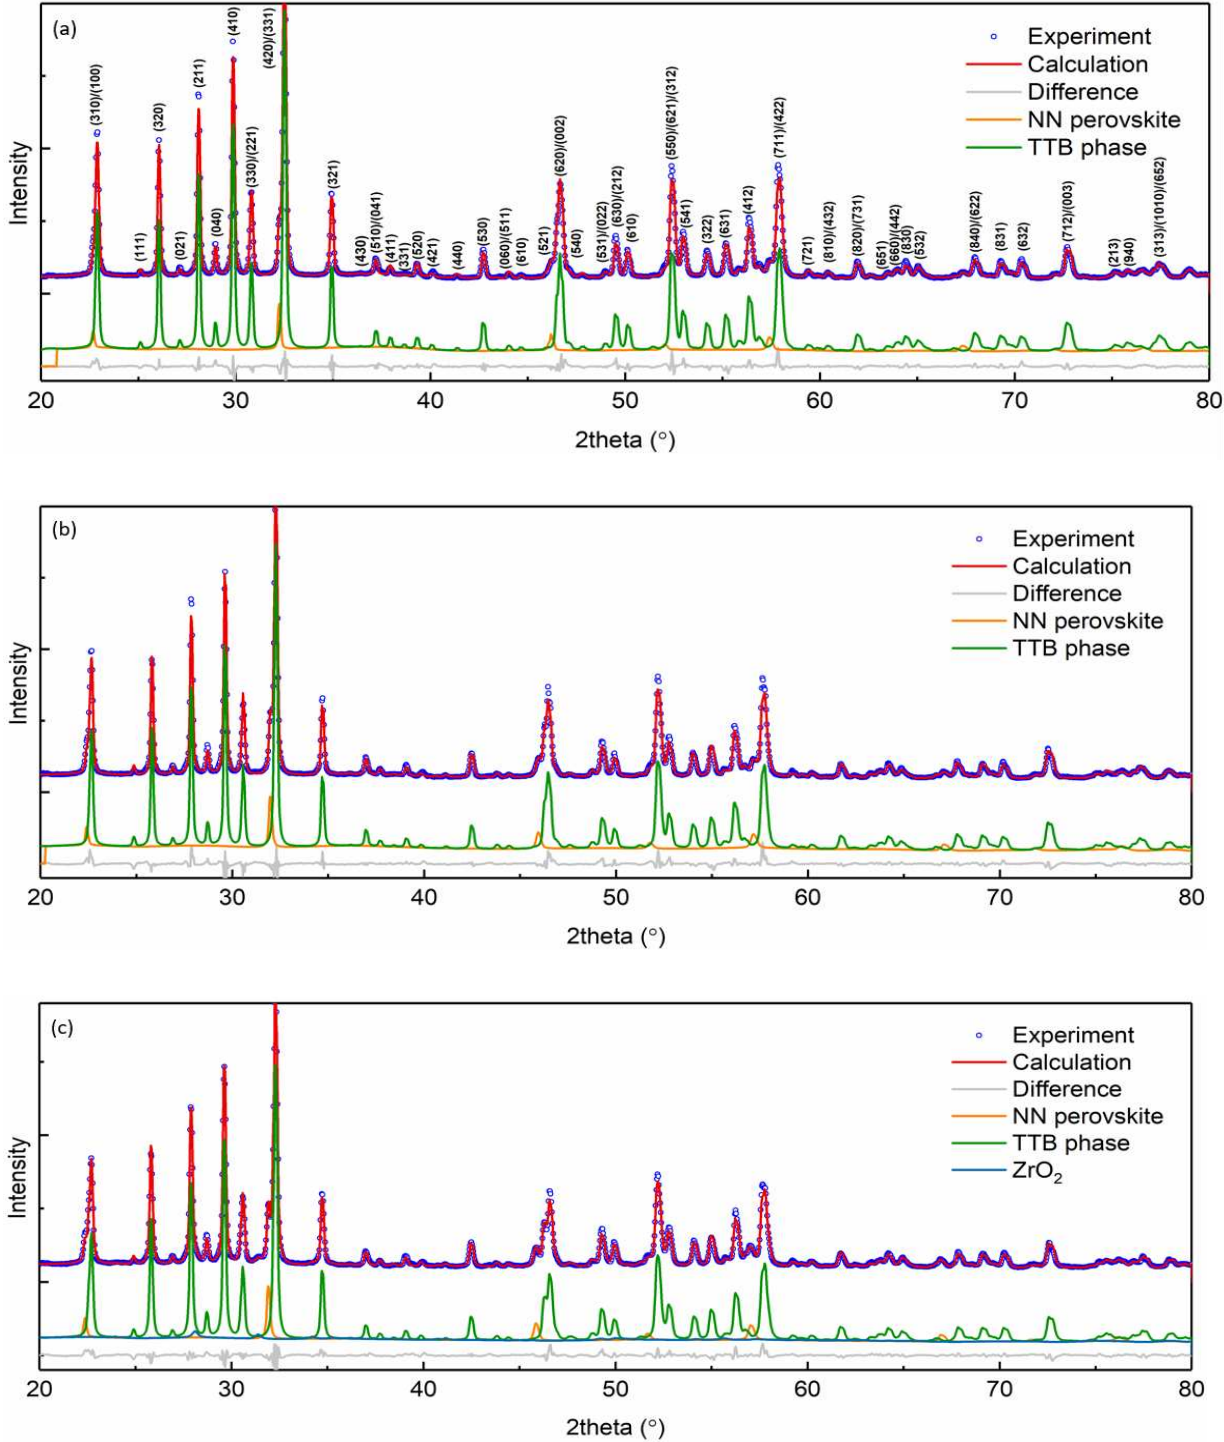 (a)
Experiment
Calculation
Difference
NN perovskite
TTB phase
(310)/(100)
(320)
(111)
(021)
(211)
(040)
(410)
(330)/(221)
(420)/(331)
(321)
(430)
(510)/(041)
(411)
(331)
(520)
(421)
(440)
(530)
(060)/(511)
(610)
(521)
(620)/(002)
(540)
(531)/(022)
(630)/(212)
(610)
(550)/(621)/(312)
(541)
(322)
(631)
(412)
(711)/(422)
(721)
(810)/(432)
(820)/(731)
(651)
(660)/(442)
(830)
(532)
(840)/(622)
(831)
(632)
(712)/(003)
(213)
(940)
(313)/(1010)/(652)
Intensity
20 30 40 50 60 70 80
2theta (°)
(b)
Experiment
Calculation
Difference
NN perovskite
TTB phase
Intensity
20 30 40 50 60 70 80
2theta (°)
(c)
Experiment
Calculation
Difference
NN perovskite
TTB phase
ZrO2
Intensity
20 30 40 50 60 70 80
2theta (°)